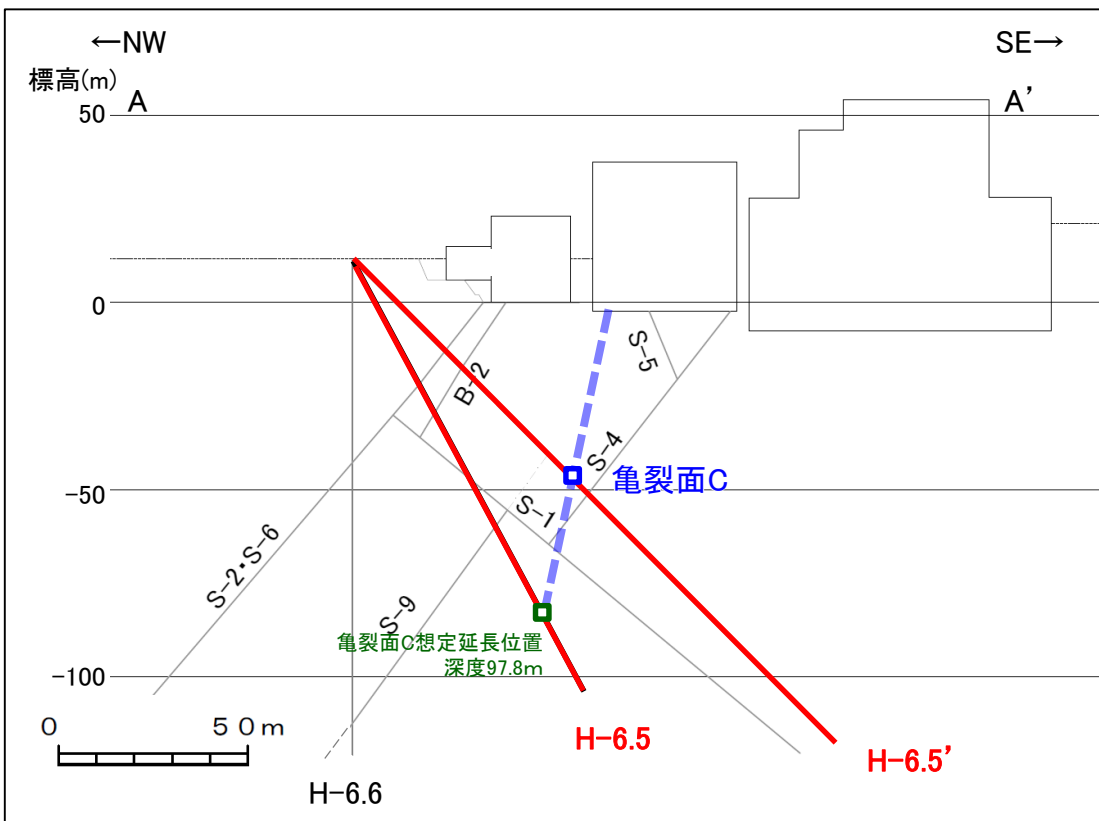 ←NW
SE→
標高(m)
A
A’
50
0
B-2
S-5
S-4
亀裂面C
-50
S-1
S-2・S-6
S-9
亀裂面C想定延長位置
深度97.8m
-100
0
５０m
H-6.5
H-6.5’
H-6.6